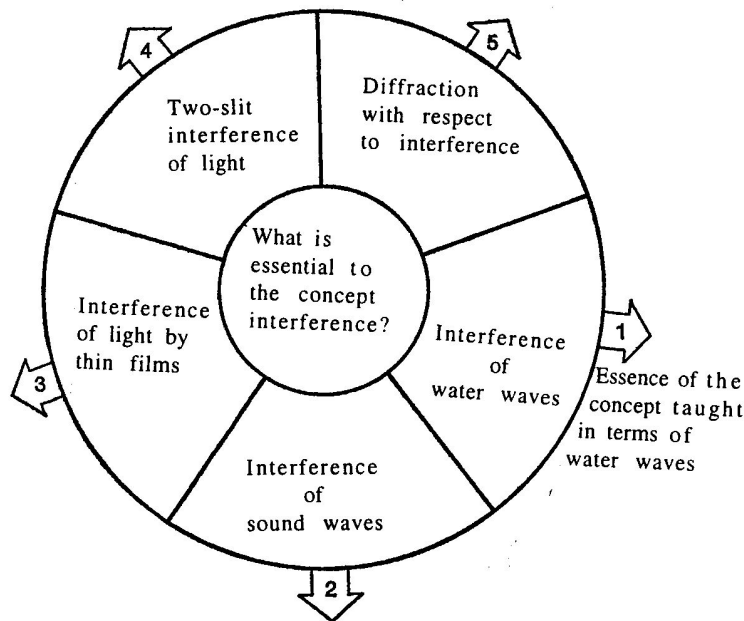 4
5
Two-slit
interference
of light
Diffraction
with respect
to interference
What is
essential to
the concept
interference?
Interference
of light by
thin films
3
Interference
of
water waves
1
Essence of the
concept taught
in terms of
water waves
Interference
of
sound waves
2